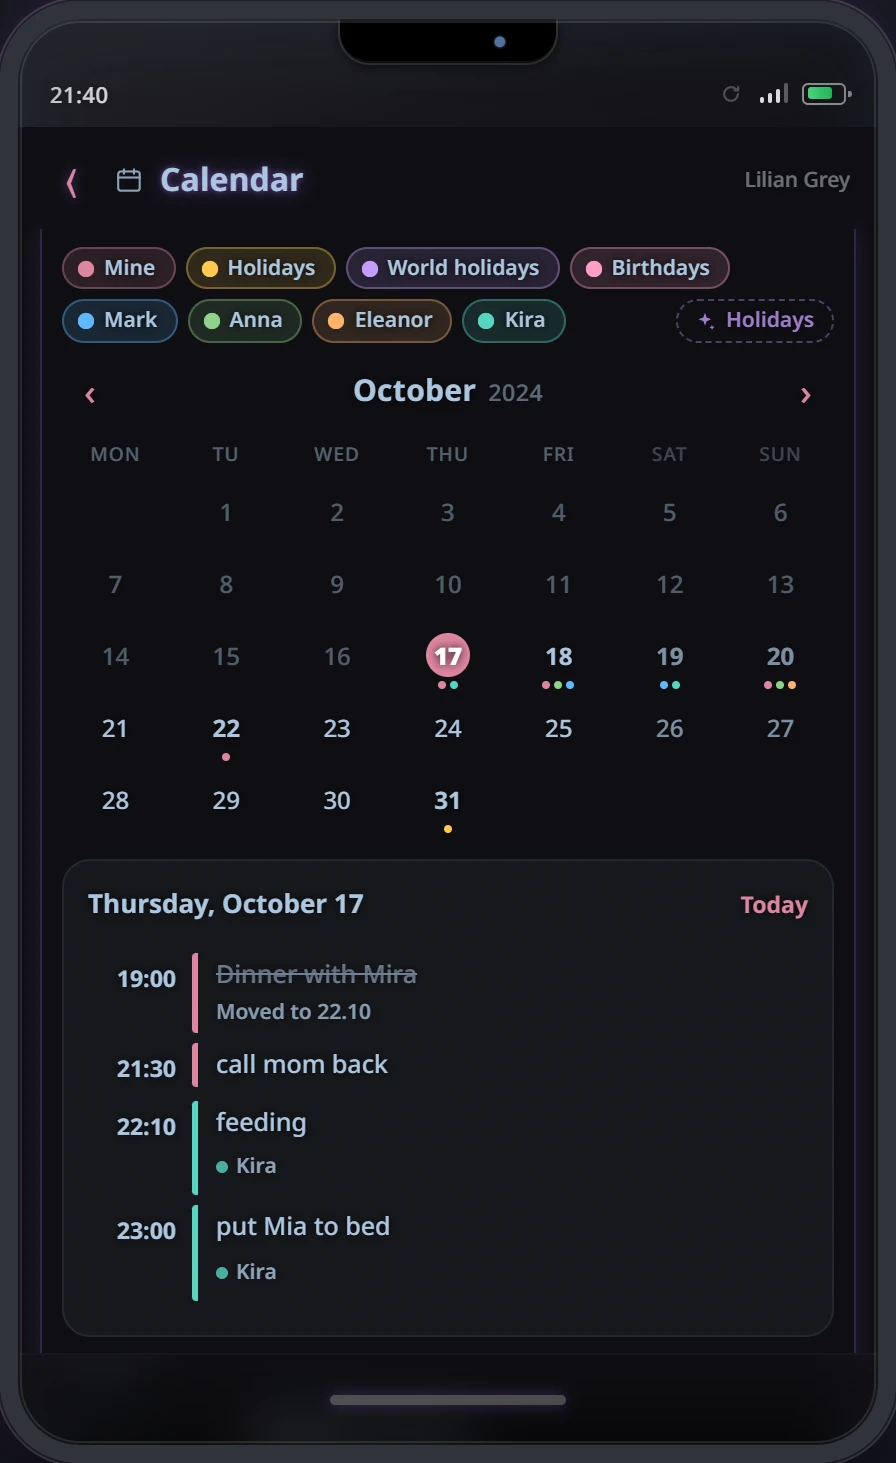 21:40
Calendar
Lilian Grey
Mine Holidays World holidays Birthdays
Mark Anna Eleanor Kira Holidays
October 2024
MON TU WED THU FRI SAT SUN
1 2 3 4 5 6
7 8 9 10 11 12 13
14 15 16 17 18 19 20
21 22 23 24 25 26 27
28 29 30 31
Thursday, October 17 Today
19:00 Dinner with Mira
Moved to 22.10
21:30 call mom back
22:10 feeding
Kira
23:00 put Mia to bed
Kira